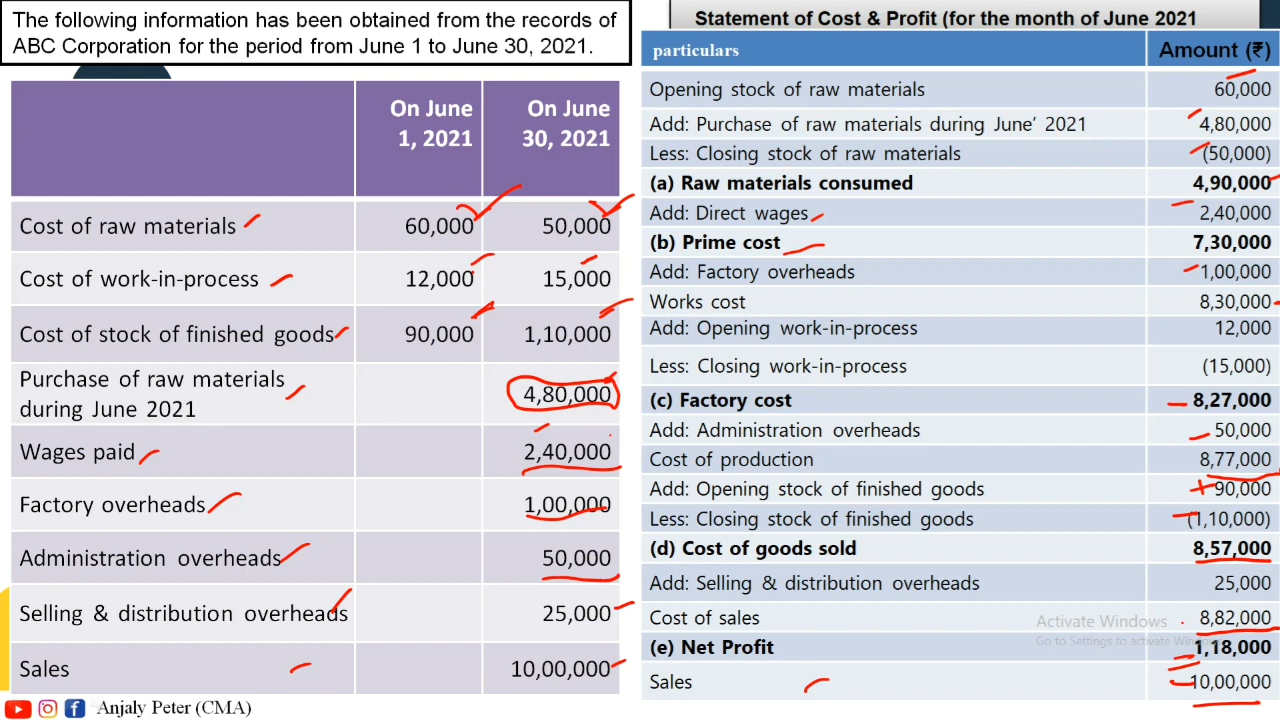 The following information has been obtained from the records of
ABC Corporation for the period from June 1 to June 30, 2021.
On June On June
1, 2021 30, 2021
Cost of raw materials 60,000 50,000
Cost of work-in-process 12,000 15,000
Cost of stock of finished goods 90,000 1,10,000
Purchase of raw materials
during June 2021 4,80,000
Wages paid 2,40,000
Factory overheads 1,00,000
Administration overheads 50,000
Selling & distribution overheads 25,000
Sales 10,00,000
Anjaly Peter (CMA)
Statement of Cost & Profit (for the month of June 2021
particulars Amount (₹)
Opening stock of raw materials 60,000
Add: Purchase of raw materials during June’ 2021 4,80,000
Less: Closing stock of raw materials (50,000)
(a) Raw materials consumed 4,90,000
Add: Direct wages 2,40,000
(b) Prime cost 7,30,000
Add: Factory overheads 1,00,000
Works cost 8,30,000
Add: Opening work-in-process 12,000
Less: Closing work-in-process (15,000)
(c) Factory cost 8,27,000
Add: Administration overheads 50,000
Cost of production 8,77,000
Add: Opening stock of finished goods 90,000
Less: Closing stock of finished goods (1,10,000)
(d) Cost of goods sold 8,57,000
Add: Selling & distribution overheads 25,000
Cost of sales 8,82,000
(e) Net Profit 1,18,000
Sales 10,00,000
Activate Windows
Go to Settings to activate Windows.